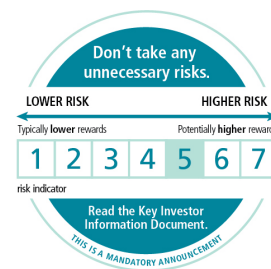 Don't take any
unnecessary risks.
LOWER RISK HIGHER RISK
Typically lower rewards Potentially higher rewar
1 2 3 4 5 6 7
risk indicator
Read the Key Investor
Information Document.
THIS IS A MANDATORY ANNOUNCEMENT